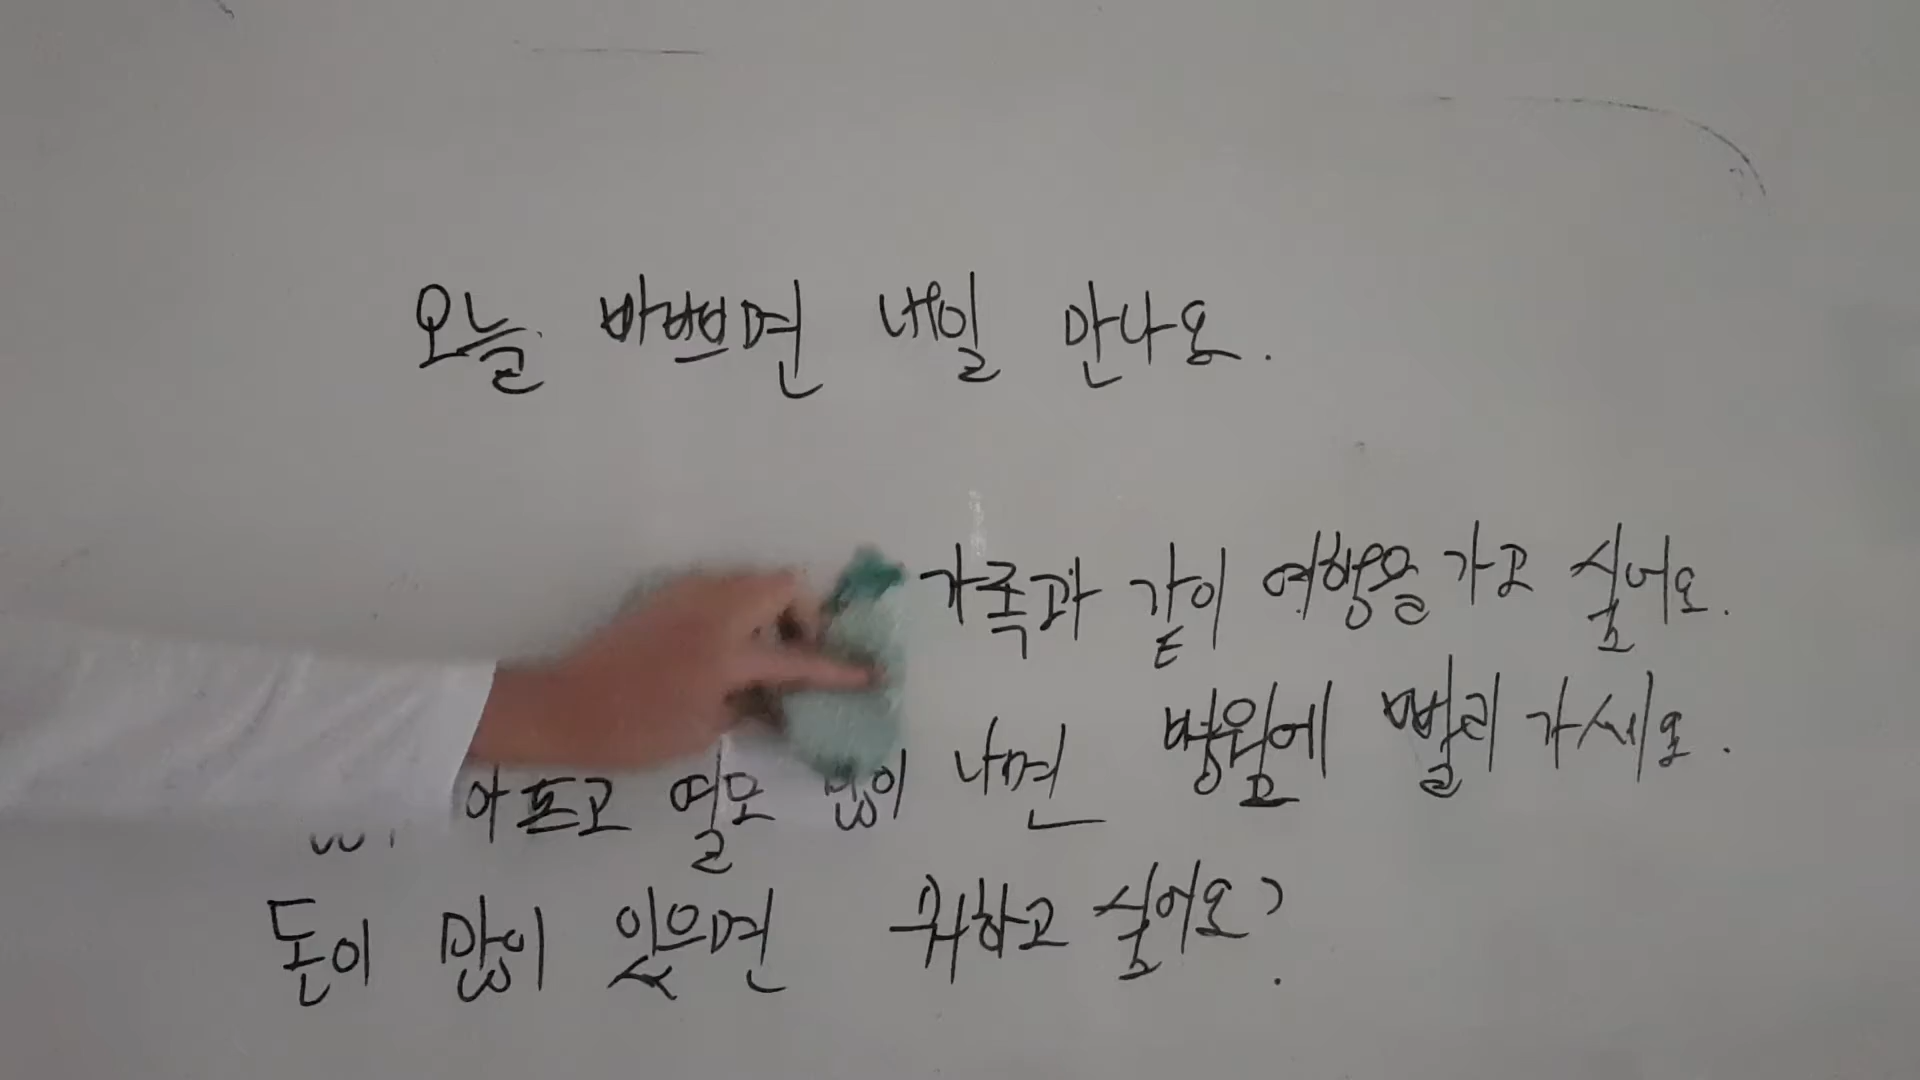 오늘 바쁘면 내일 만나요.
가족과 같이 여행을 가고 싶어요.
아프고 열도 많이 나면 병원에 빨리 가세요.
돈이 많이 있으면 뭐하고 싶어요?